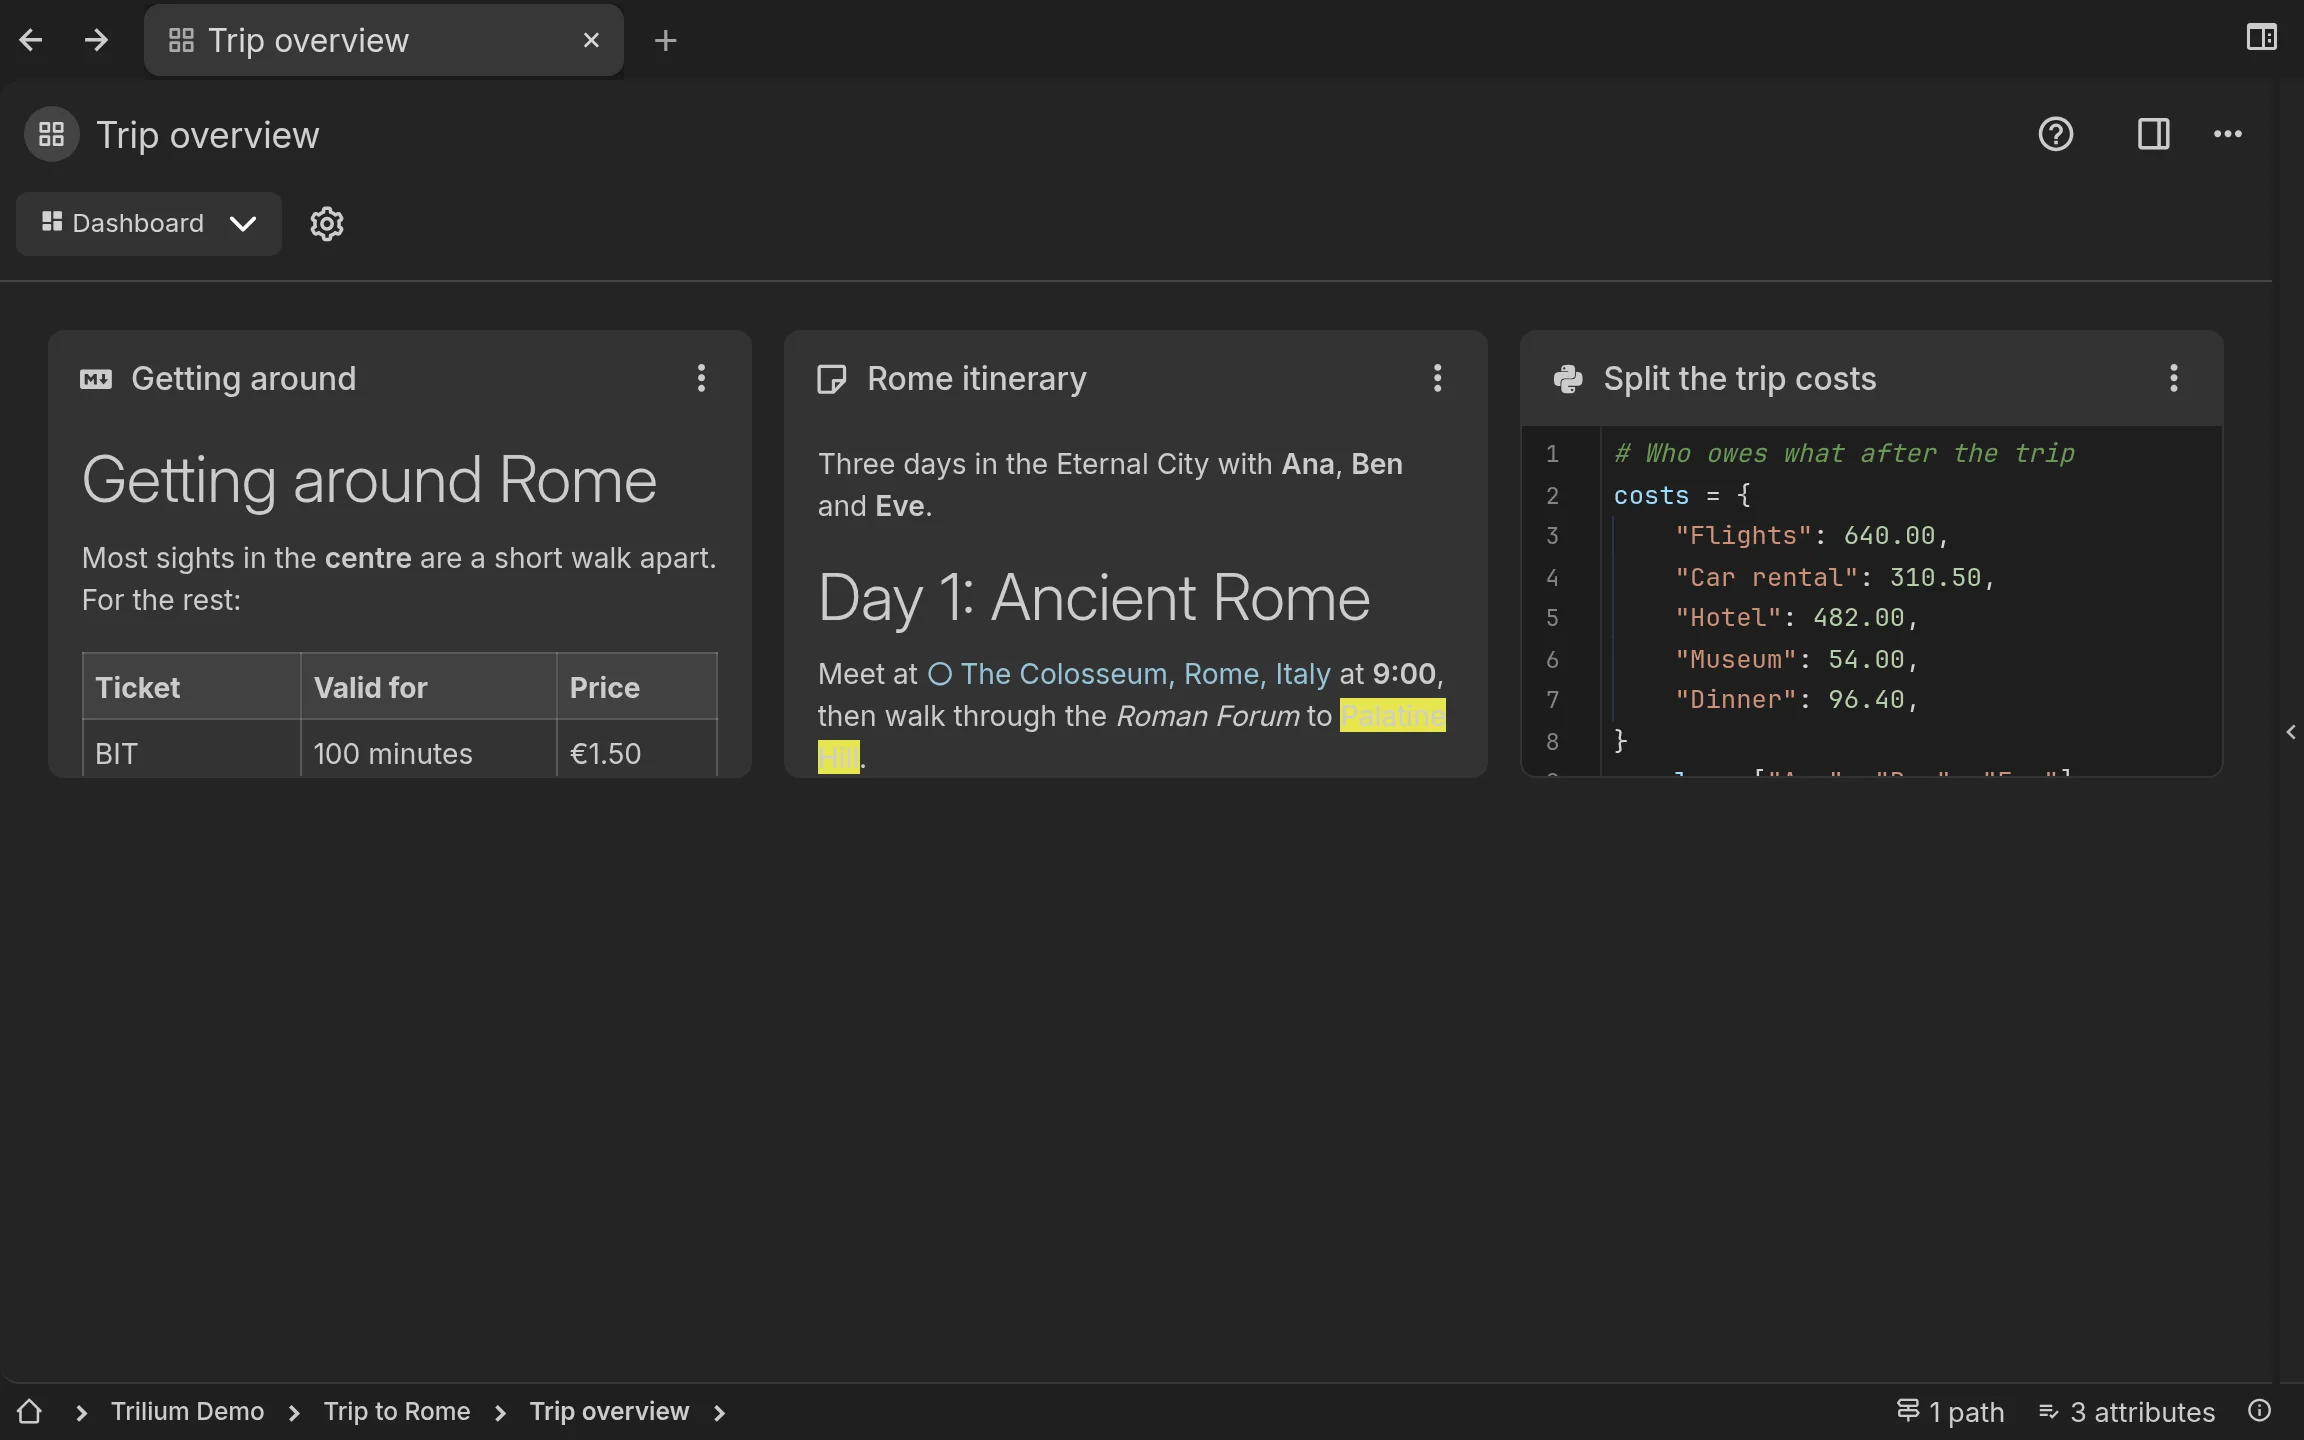 Trip overview
Trip overview
Dashboard
Getting around
Getting around Rome
Most sights in the centre are a short walk apart.
For the rest:
Ticket Valid for Price
BIT 100 minutes €1.50
Rome itinerary
Three days in the Eternal City with Ana, Ben
and Eve.
Day 1: Ancient Rome
Meet at The Colosseum, Rome, Italy at 9:00,
then walk through the Roman Forum to Palatine
Hill.
Split the trip costs
1 # Who owes what after the trip
2 costs = {
3 "Flights": 640.00,
4 "Car rental": 310.50,
5 "Hotel": 482.00,
6 "Museum": 54.00,
7 "Dinner": 96.40,
8 }
Trilium Demo Trip to Rome Trip overview
1 path 3 attributes